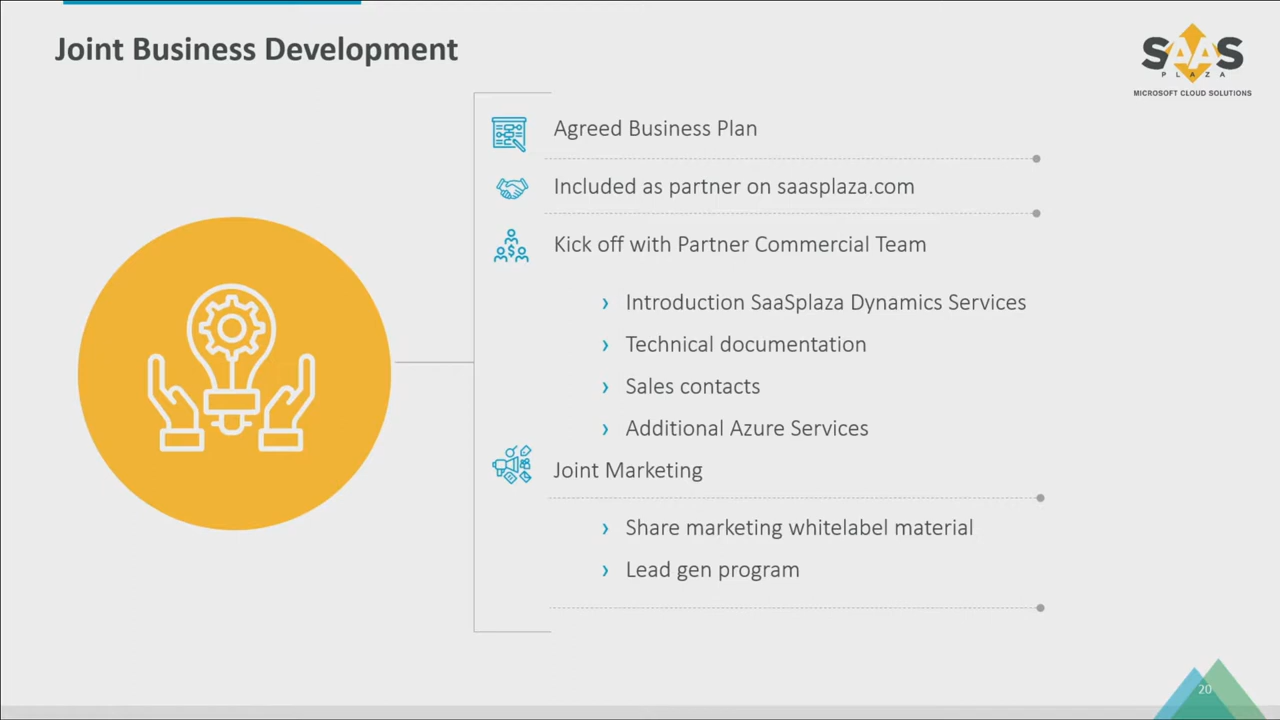 Joint Business Development
SAAS
PLAZA
MICROSOFT CLOUD SOLUTIONS
Agreed Business Plan
Included as partner on saasplaza.com
Kick off with Partner Commercial Team
› Introduction SaaSplaza Dynamics Services
› Technical documentation
› Sales contacts
› Additional Azure Services
Joint Marketing
› Share marketing whitelabel material
› Lead gen program
20